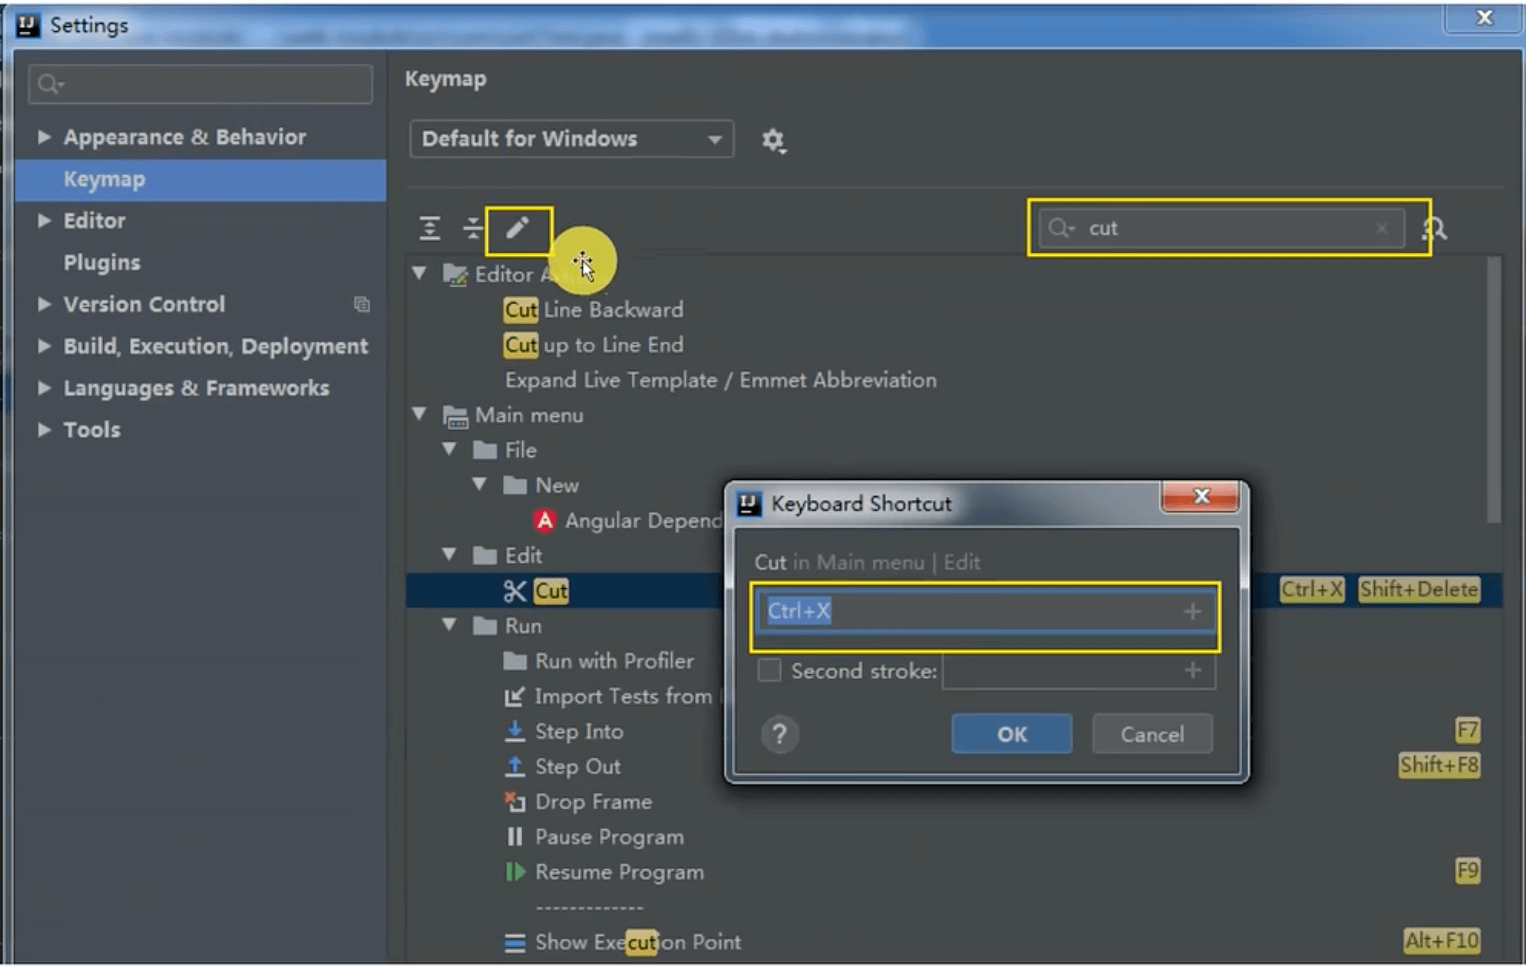 Settings
Appearance & Behavior
Keymap
Editor
Plugins
Version Control
Build, Execution, Deployment
Languages & Frameworks
Tools
Keymap
Default for Windows
cut
Editor
Cut Line Backward
Cut up to Line End
Expand Live Template / Emmet Abbreviation
Main menu
File
New
Angular Depend
Edit
Cut Ctrl+X Shift+Delete
Run
Run with Profiler
Import Tests from
Step Into F7
Step Out Shift+F8
Drop Frame
Pause Program
Resume Program F9
-------------
Show Execution Point Alt+F10
Keyboard Shortcut
Cut in Main menu | Edit
Ctrl+X
Second stroke:
?
OK Cancel